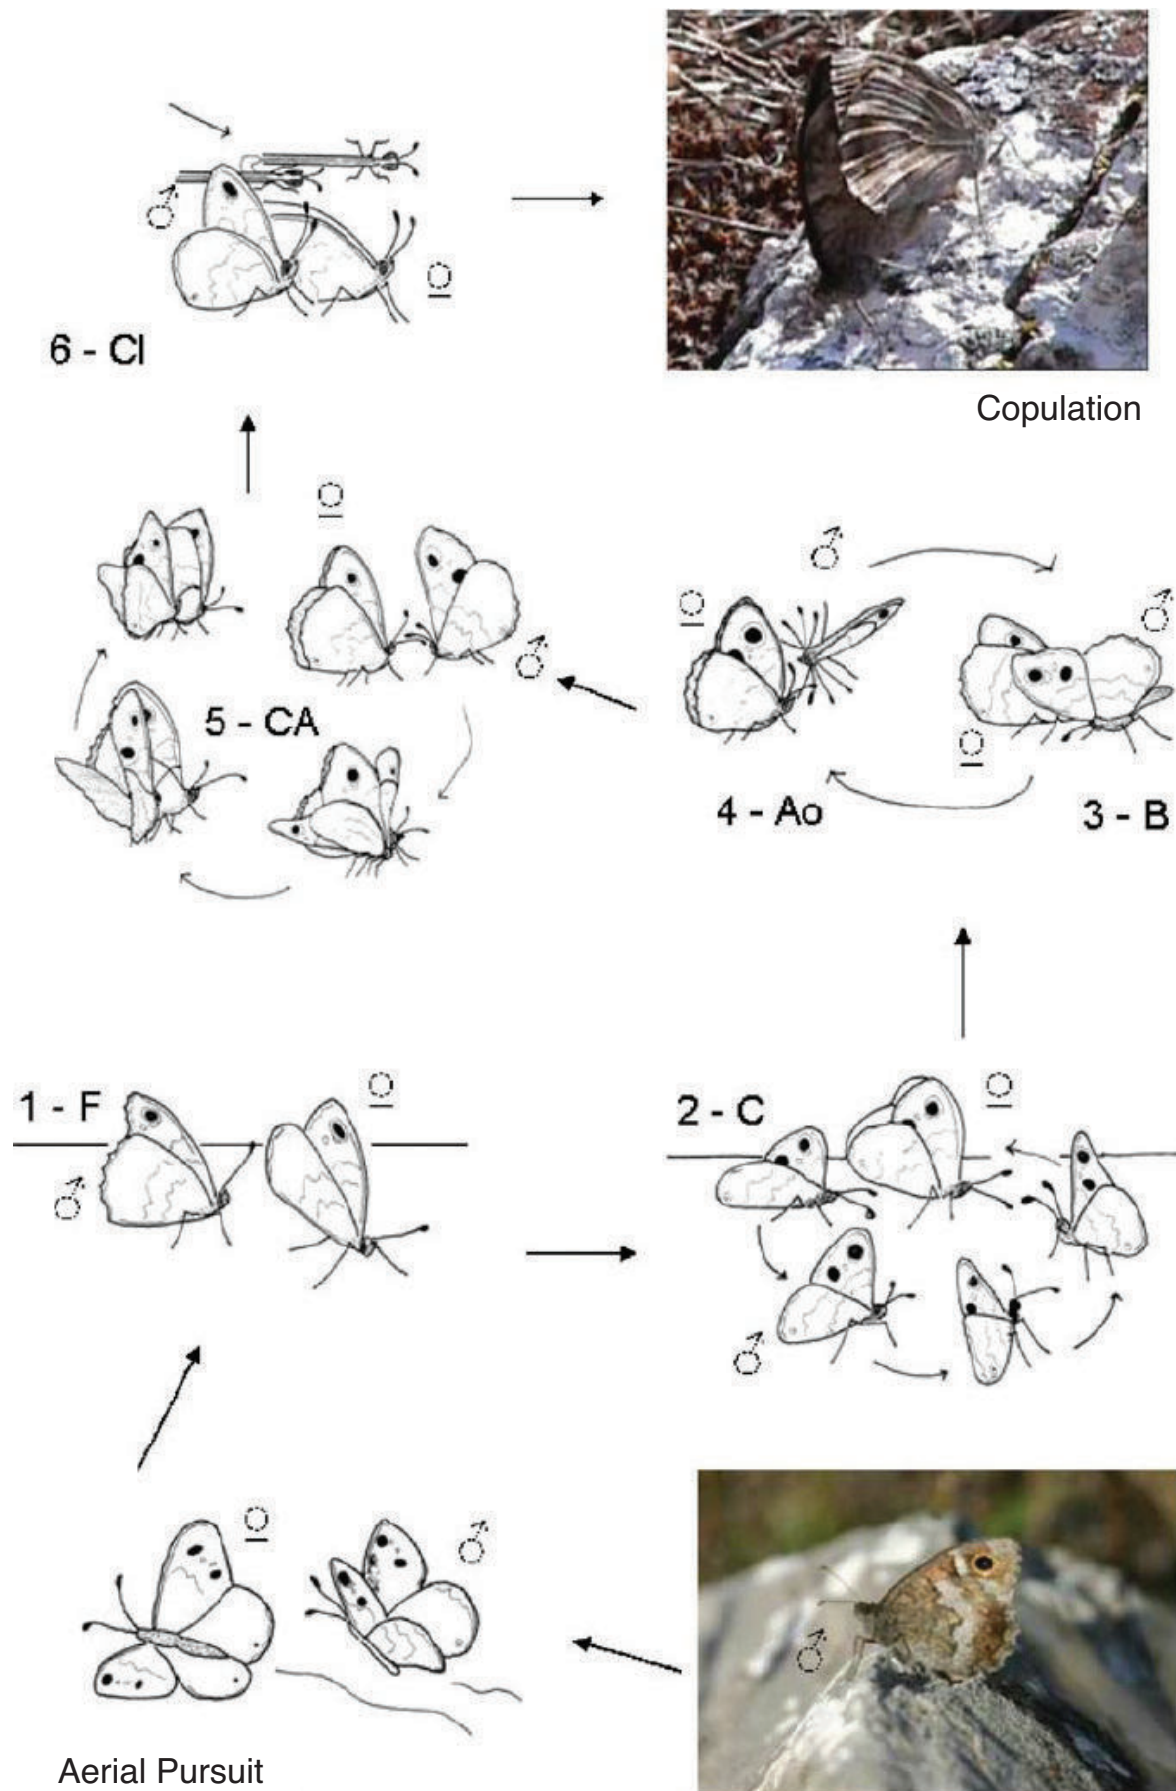 ♂
♀
6 - Cl
Copulation
♀
♂
5 - CA
♀
♂
♂
♀
4 - Ao
3 - B
1 - F
♀
♂
2 - C
♀
♂
♀
♂
♂
Aerial Pursuit